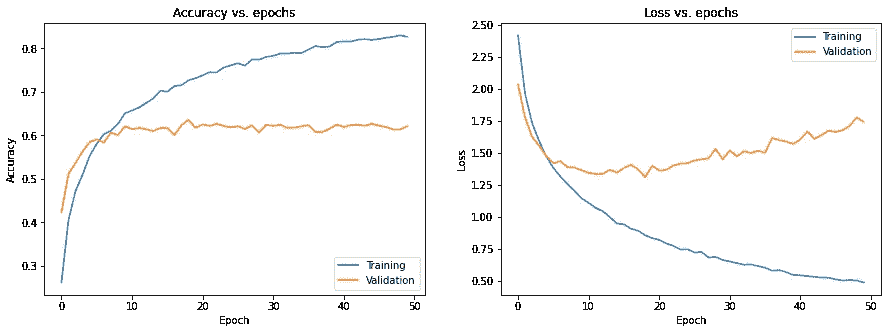 Accuracy vs. epochs
Accuracy
0.8
0.7
0.6
0.5
0.4
0.3
0 10 20 30 40 50
Epoch
Training
Validation
Loss vs. epochs
Loss
2.50
2.25
2.00
1.75
1.50
1.25
1.00
0.75
0.50
0 10 20 30 40 50
Epoch
Training
Validation